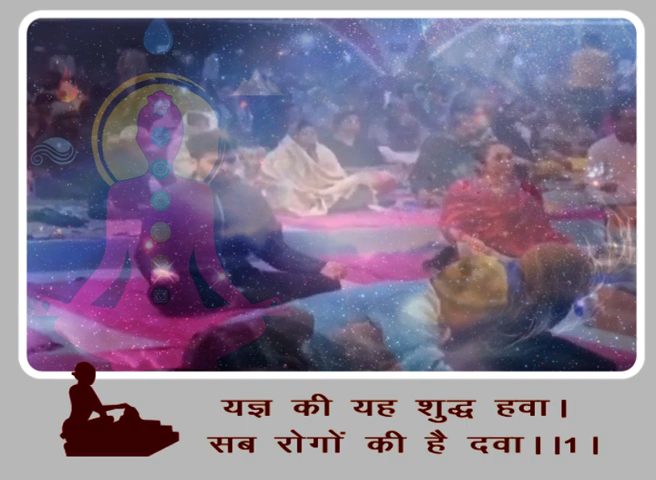 यज्ञ की यह शुद्ध हवा।
सब रोगों की है दवा।।1।